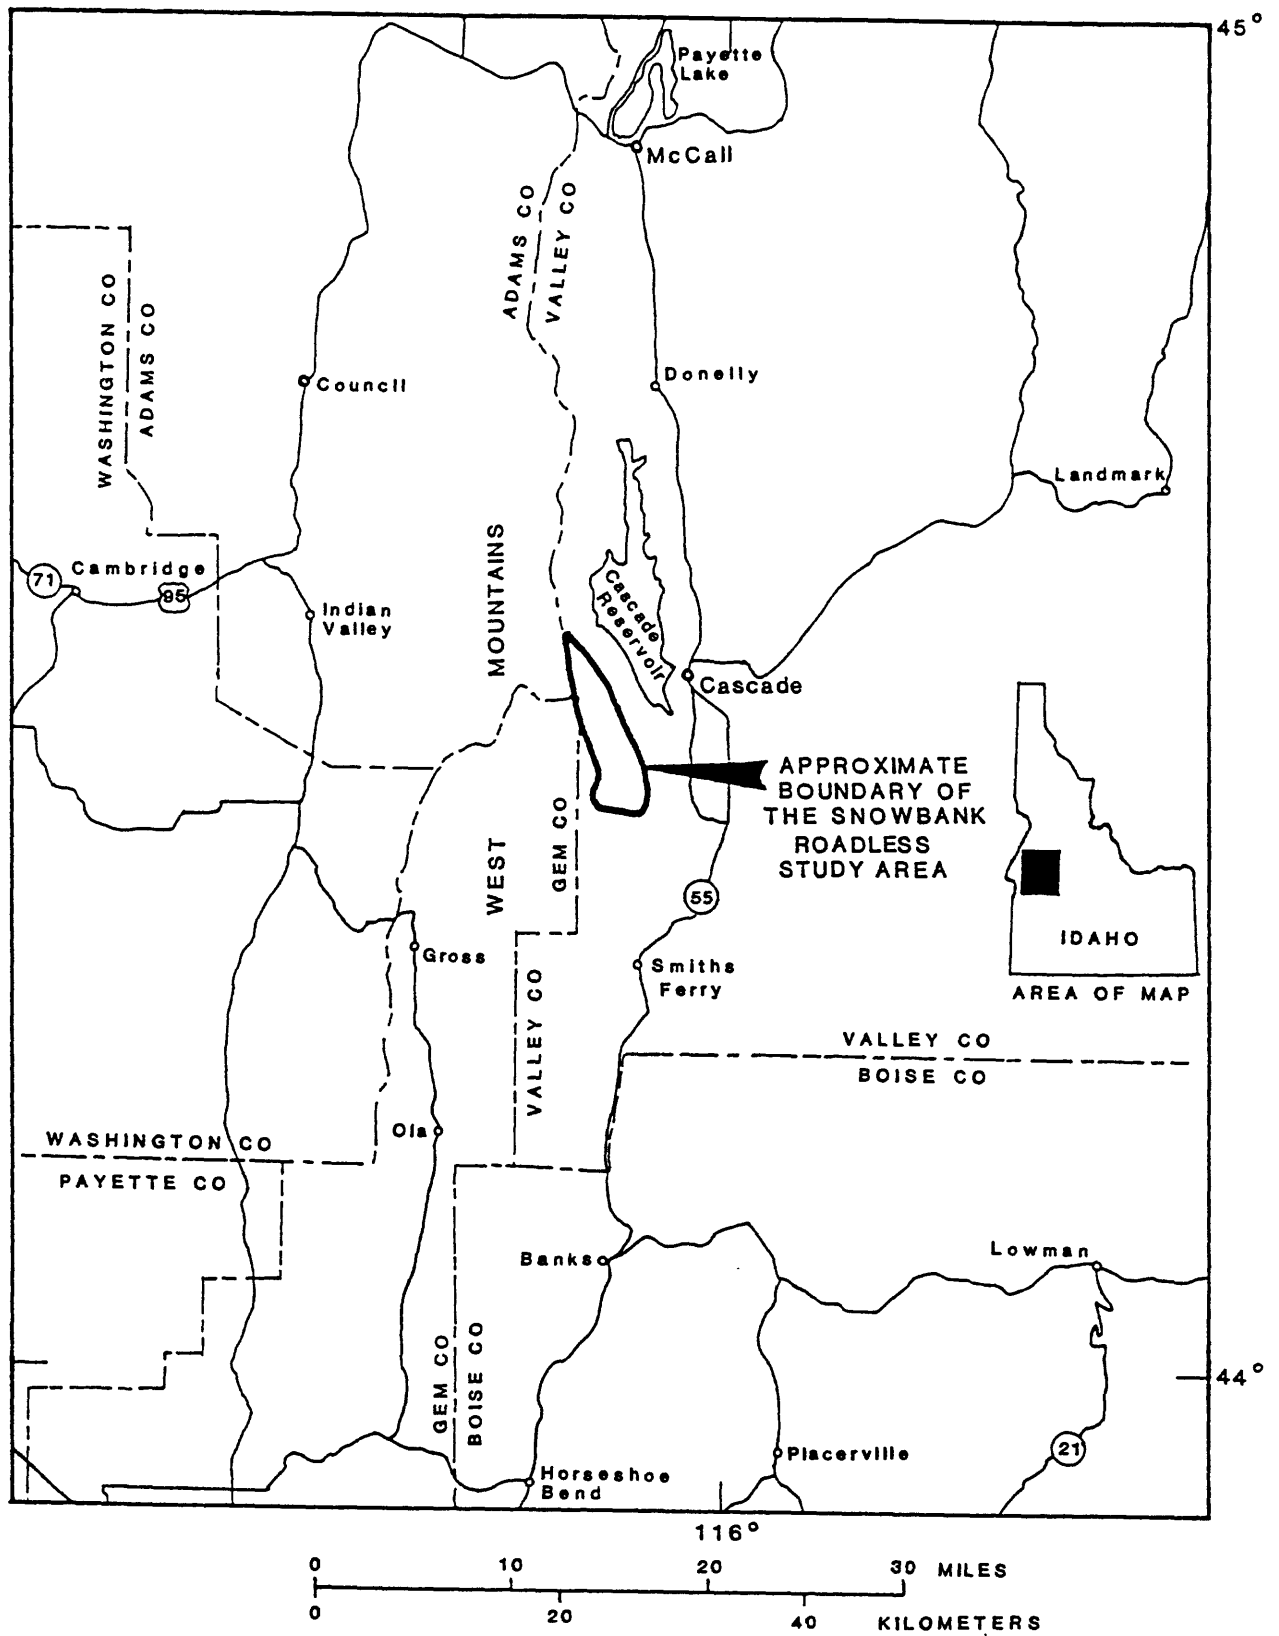 45°
Payette
Lake
McCall
ADAMS CO
VALLEY CO
WASHINGTON CO
ADAMS CO
Council
Donelly
Landmark
71
Cambridge
95
Indian
Valley
MOUNTAINS
Cascade
Reservoir
Cascade
APPROXIMATE
BOUNDARY OF
THE SNOWBANK
ROADLESS
STUDY AREA
WEST
GEM CO
55
IDAHO
AREA OF MAP
Gross
Smiths
Ferry
VALLEY CO
VALLEY CO
BOISE CO
Ola
WASHINGTON CO
PAYETTE CO
Banks
Lowman
GEM CO
BOISE CO
44°
21
Placerville
Horseshoe
Bend
116°
0 10 20 30 MILES
0 20 40 KILOMETERS